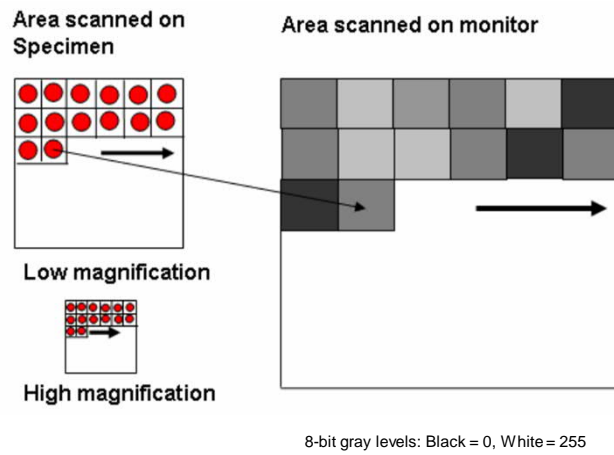 Area scanned on
Specimen
Area scanned on monitor
Low magnification
High magnification
8-bit gray levels: Black = 0, White = 255